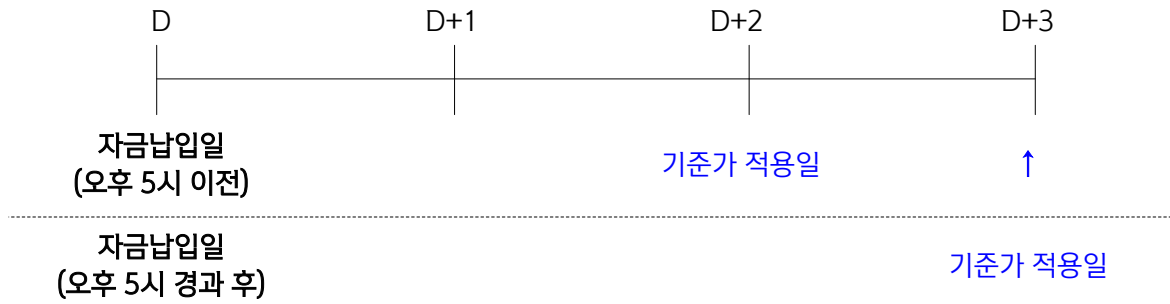 D D+1 D+2 D+3
자금납입일
(오후 5시 이전)
기준가 적용일 ↑
자금납입일
(오후 5시 경과 후)
기준가 적용일